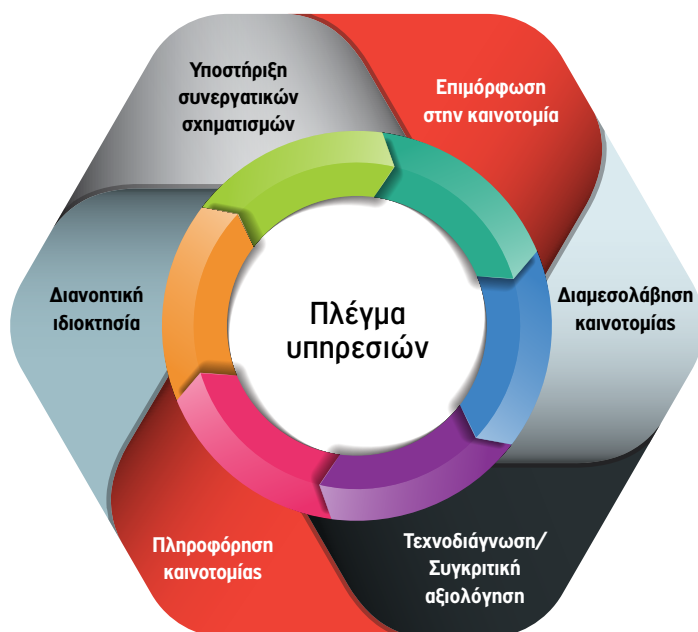 Υποστήριξη
συνεργατικών
σχηματισμών
Επιμόρφωση
στην καινοτομία
Διανοητική
ιδιοκτησία
Πλέγμα
υπηρεσιών
Διαμεσολάβηση
καινοτομίας
Πληροφόρηση
καινοτομίας
Τεχνοδιάγνωση/
Συγκριτική
αξιολόγηση